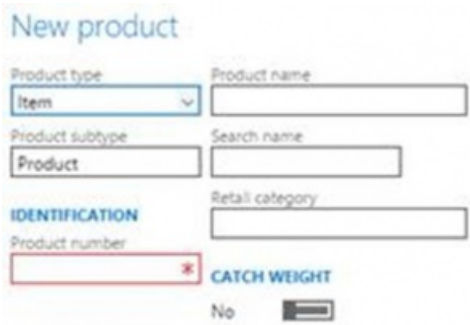 New product
Product type
Item
Product name
Product subtype
Product
Search name
Retail category
IDENTIFICATION
Product number
*
CATCH WEIGHT
No